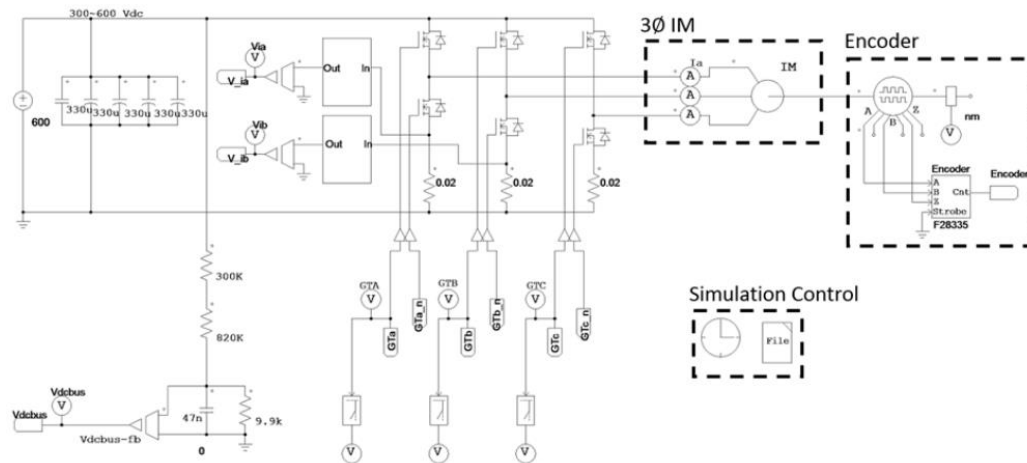 300~600 Vdc
3Ø IM
Encoder
Via
V
V_ia
Out
In
Ia
IM
A
A
A
600
330u
330u
330u
330u
330u
Vib
V
V_ib
Out
In
0.02
0.02
0.02
A
B
Z
V
nm
Encoder
A
B
Z
Strobe
Cnt
F28335
Encoder
300K
820K
GTA
V
GTa
GTa_n
GTB
V
GTb
GTb_n
GTC
V
GTc
GTc_n
Simulation Control
File
Vdcbus
V
Vdcbus
Vdcbus-fb
47n
9.9k
0
V
V
V